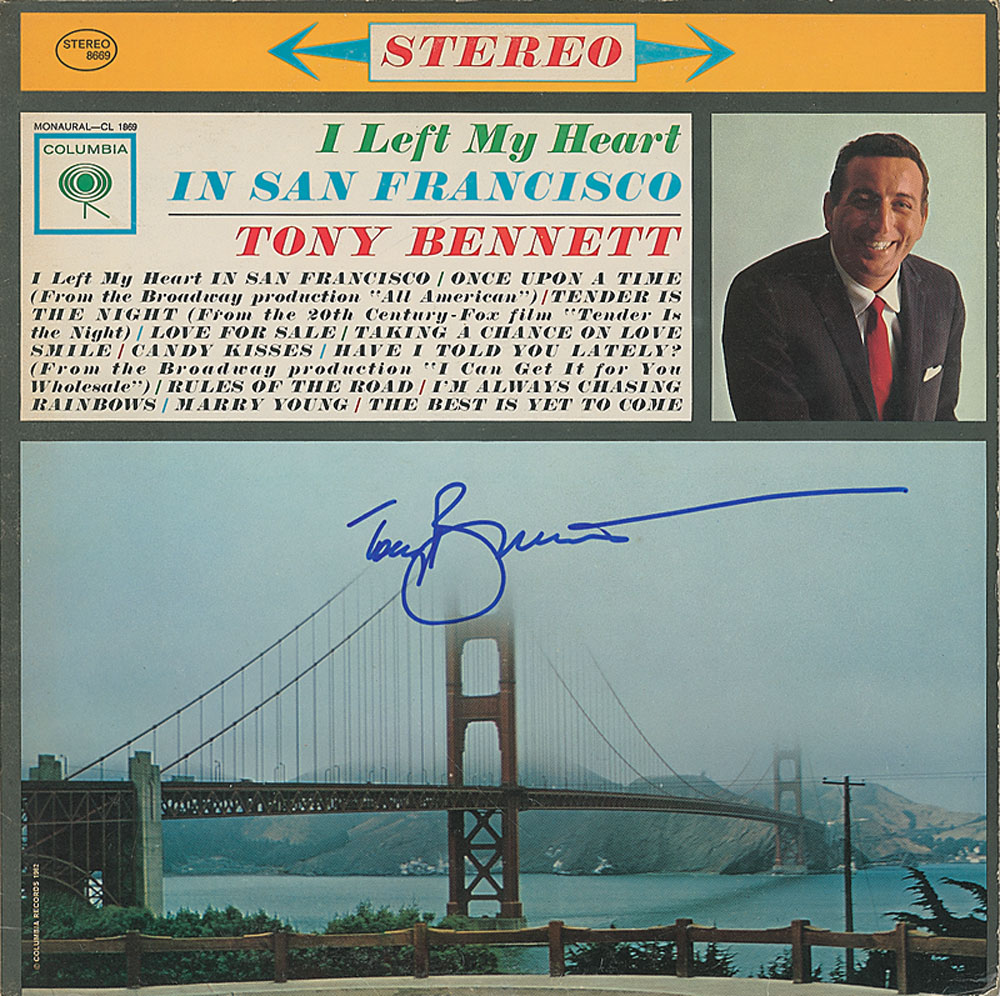 STEREO
8669
STEREO
MONAURAL—CL 1869
COLUMBIA
I Left My Heart
IN SAN FRANCISCO
TONY BENNETT
I Left My Heart IN SAN FRANCISCO / ONCE UPON A TIME
(From the Broadway production "All American") / TENDER IS
THE NIGHT (From the 20th Century-Fox film "Tender Is
the Night) / LOVE FOR SALE / TAKING A CHANCE ON LOVE
SMILE / CANDY KISSES / HAVE I TOLD YOU LATELY?
(From the Broadway production "I Can Get It for You
Wholesale") / RULES OF THE ROAD / I'M ALWAYS CHASING
RAINBOWS / MARRY YOUNG / THE BEST IS YET TO COME
Tony Bennett
© COLUMBIA RECORDS 1962